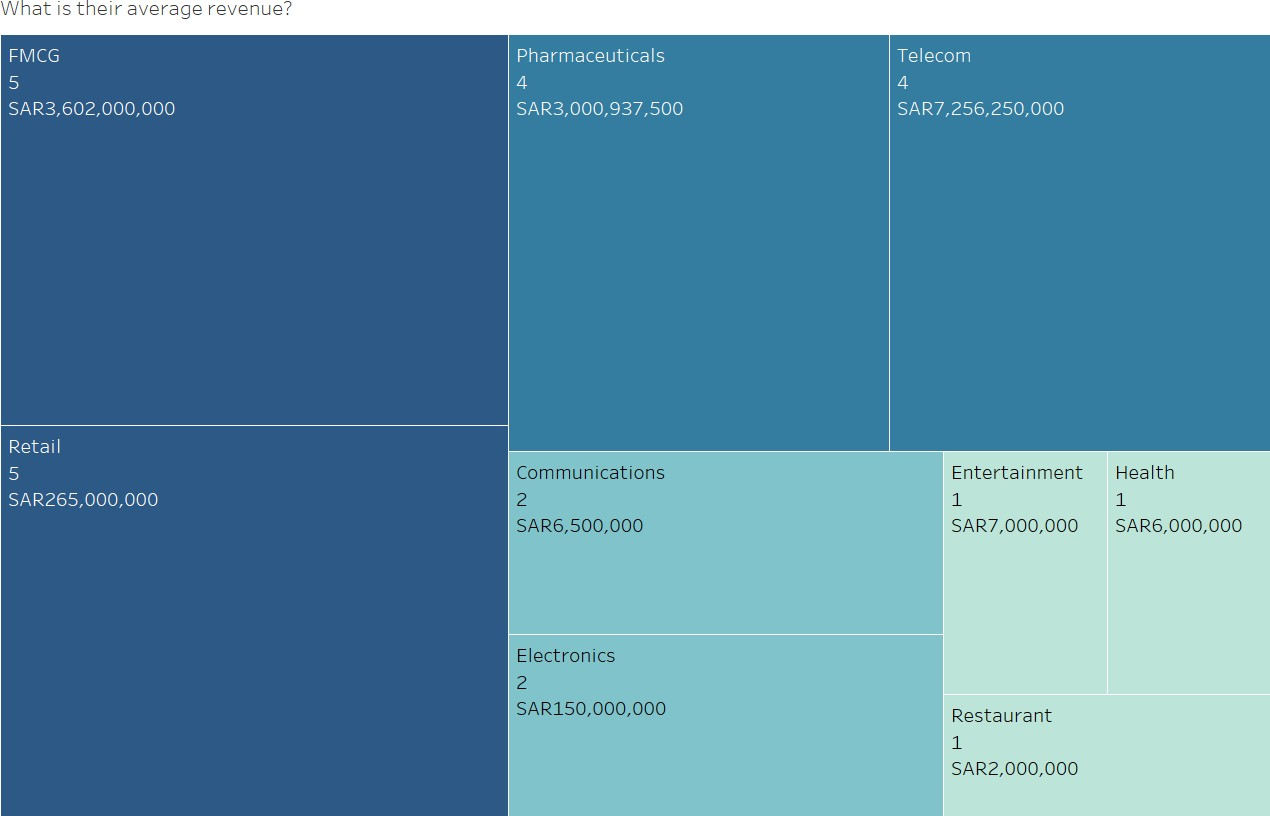 What is their average revenue?
FMCG
5
SAR3,602,000,000
Pharmaceuticals
4
SAR3,000,937,500
Telecom
4
SAR7,256,250,000
Retail
5
SAR265,000,000
Communications
2
SAR6,500,000
Entertainment
1
SAR7,000,000
Health
1
SAR6,000,000
Electronics
2
SAR150,000,000
Restaurant
1
SAR2,000,000